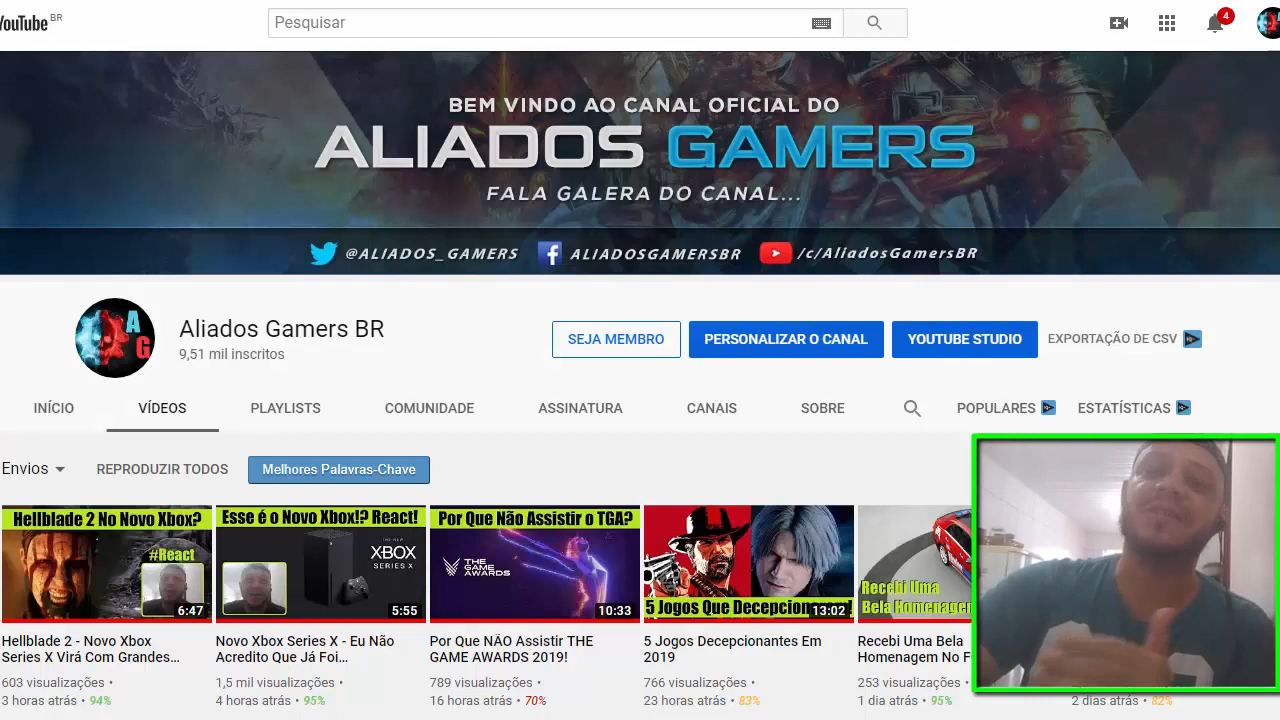 YouTube BR
Pesquisar
4
BEM VINDO AO CANAL OFICIAL DO
ALIADOS GAMERS
FALA GALERA DO CANAL...
@ALIADOS_GAMERS ALIADOSGAMERSBR /c/AliadosGamersBR
AG
Aliados Gamers BR
9,51 mil inscritos
SEJA MEMBRO
PERSONALIZAR O CANAL
YOUTUBE STUDIO
EXPORTAÇÃO DE CSV
INÍCIO VÍDEOS PLAYLISTS COMUNIDADE ASSINATURA CANAIS SOBRE POPULARES ESTATÍSTICAS
Envios REPRODUZIR TODOS Melhores Palavras-Chave
Hellblade 2 No Novo Xbox?
#React
6:47
Hellblade 2 - Novo Xbox
Series X Virá Com Grandes...
603 visualizações •
3 horas atrás • 94%
Esse é o Novo Xbox!? React!
THE NEW
XBOX
SERIES X
5:55
Novo Xbox Series X - Eu Não
Acredito Que Já Foi...
1,5 mil visualizações •
4 horas atrás • 95%
Por Que Não Assistir o TGA?
THE GAME AWARDS
10:33
Por Que NÃO Assistir THE
GAME AWARDS 2019!
789 visualizações •
16 horas atrás • 70%
5 Jogos Que Decepcion
13:02
5 Jogos Decepcionantes Em
2019
766 visualizações •
23 horas atrás • 83%
Recebi Uma
Bela Homenagem
Recebi Uma Bela
Homenagem No F
253 visualizações •
1 dia atrás • 95%
2 dias atrás • 82%